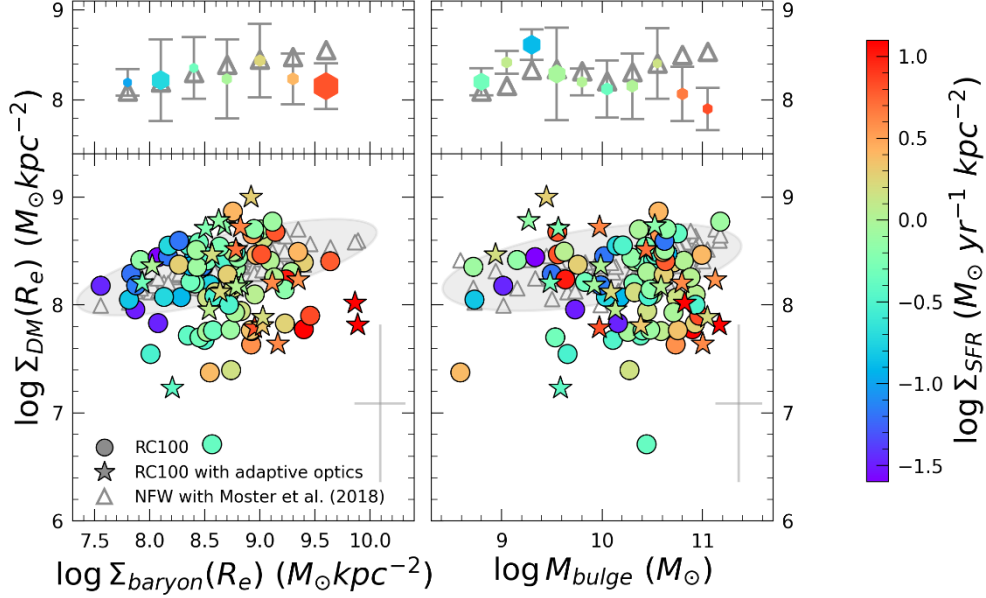 9
8
9
8
7
6
log Σ_DM(R_e) (M_⊙kpc^−2)
RC100
RC100 with adaptive optics
NFW with Moster et al. (2018)
7.5 8.0 8.5 9.0 9.5 10.0
log Σ_baryon(R_e) (M_⊙kpc^−2)
9
8
9
8
7
6
9 10 11
log M_bulge (M_⊙)
1.0
0.5
0.0
−0.5
−1.0
−1.5
log Σ_SFR (M_⊙ yr^−1 kpc^−2)